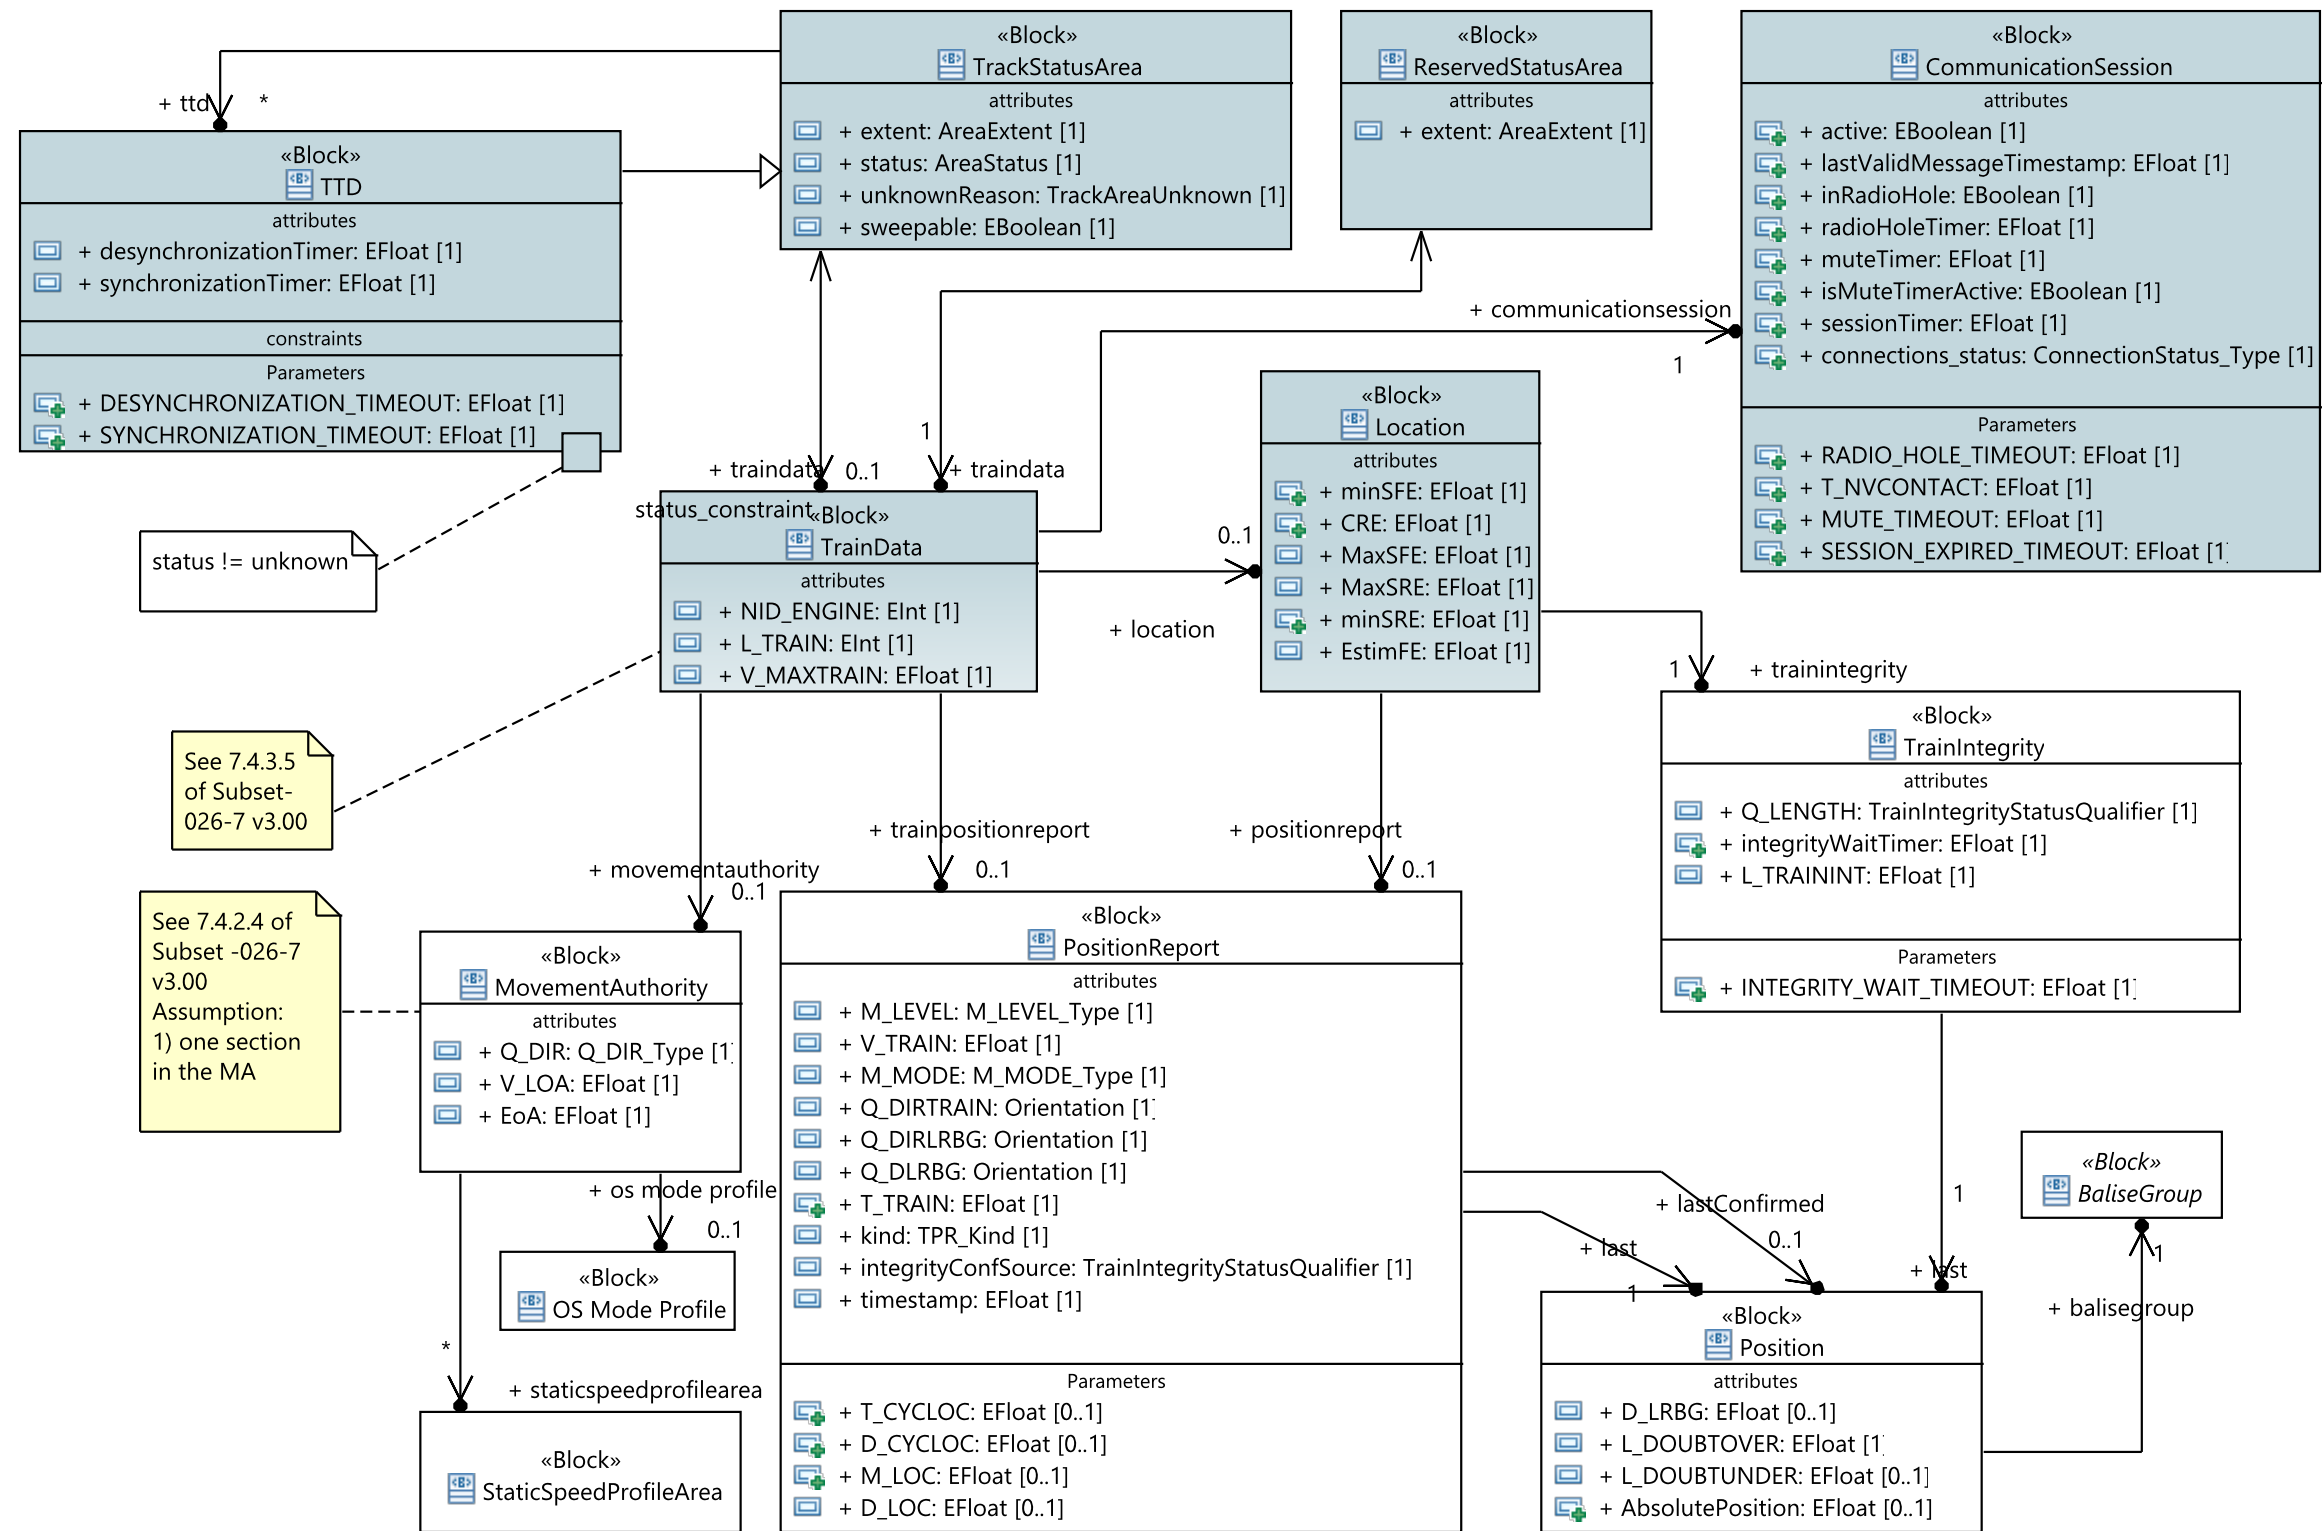 «Block»
TrackStatusArea
attributes
+ extent: AreaExtent [1]
+ status: AreaStatus [1]
+ unknownReason: TrackAreaUnknown [1]
+ sweepable: EBoolean [1]
«Block»
ReservedStatusArea
attributes
+ extent: AreaExtent [1]
«Block»
CommunicationSession
attributes
+ active: EBoolean [1]
+ lastValidMessageTimestamp: EFloat [1]
+ inRadioHole: EBoolean [1]
+ radioHoleTimer: EFloat [1]
+ muteTimer: EFloat [1]
+ isMuteTimerActive: EBoolean [1]
+ sessionTimer: EFloat [1]
+ connections_status: ConnectionStatus_Type [1]
Parameters
+ RADIO_HOLE_TIMEOUT: EFloat [1]
+ T_NVCONTACT: EFloat [1]
+ MUTE_TIMEOUT: EFloat [1]
+ SESSION_EXPIRED_TIMEOUT: EFloat [1]
+ ttd
*
«Block»
TTD
attributes
+ desynchronizationTimer: EFloat [1]
+ synchronizationTimer: EFloat [1]
constraints
Parameters
+ DESYNCHRONIZATION_TIMEOUT: EFloat [1]
+ SYNCHRONIZATION_TIMEOUT: EFloat [1]
status != unknown
+ communicationsession
1
1
+ traindata
0..1
+ traindata
status_constraint
«Block»
TrainData
attributes
+ NID_ENGINE: EInt [1]
+ L_TRAIN: EInt [1]
+ V_MAXTRAIN: EFloat [1]
0..1
+ location
«Block»
Location
attributes
+ minSFE: EFloat [1]
+ CRE: EFloat [1]
+ MaxSFE: EFloat [1]
+ MaxSRE: EFloat [1]
+ minSRE: EFloat [1]
+ EstimFE: EFloat [1]
1
+ trainintegrity
«Block»
TrainIntegrity
attributes
+ Q_LENGTH: TrainIntegrityStatusQualifier [1]
+ integrityWaitTimer: EFloat [1]
+ L_TRAININT: EFloat [1]
Parameters
+ INTEGRITY_WAIT_TIMEOUT: EFloat [1]
See 7.4.3.5
of Subset-
026-7 v3.00
+ movementauthority
0..1
+ trainpositionreport
0..1
+ positionreport
0..1
See 7.4.2.4 of
Subset -026-7
v3.00
Assumption:
1) one section
in the MA
«Block»
MovementAuthority
attributes
+ Q_DIR: Q_DIR_Type [1]
+ V_LOA: EFloat [1]
+ EoA: EFloat [1]
«Block»
PositionReport
attributes
+ M_LEVEL: M_LEVEL_Type [1]
+ V_TRAIN: EFloat [1]
+ M_MODE: M_MODE_Type [1]
+ Q_DIRTRAIN: Orientation [1]
+ Q_DIRLRBG: Orientation [1]
+ Q_DLRBG: Orientation [1]
+ T_TRAIN: EFloat [1]
+ kind: TPR_Kind [1]
+ integrityConfSource: TrainIntegrityStatusQualifier [1]
+ timestamp: EFloat [1]
Parameters
+ T_CYCLOC: EFloat [0..1]
+ D_CYCLOC: EFloat [0..1]
+ M_LOC: EFloat [0..1]
+ D_LOC: EFloat [0..1]
+ os mode profile
0..1
«Block»
OS Mode Profile
*
+ staticspeedprofilearea
«Block»
StaticSpeedProfileArea
+ lastConfirmed
0..1
+ last
1
1
+ last
«Block»
BaliseGroup
1
+ balisegroup
«Block»
Position
attributes
+ D_LRBG: EFloat [0..1]
+ L_DOUBTOVER: EFloat [1]
+ L_DOUBTUNDER: EFloat [0..1]
+ AbsolutePosition: EFloat [0..1]